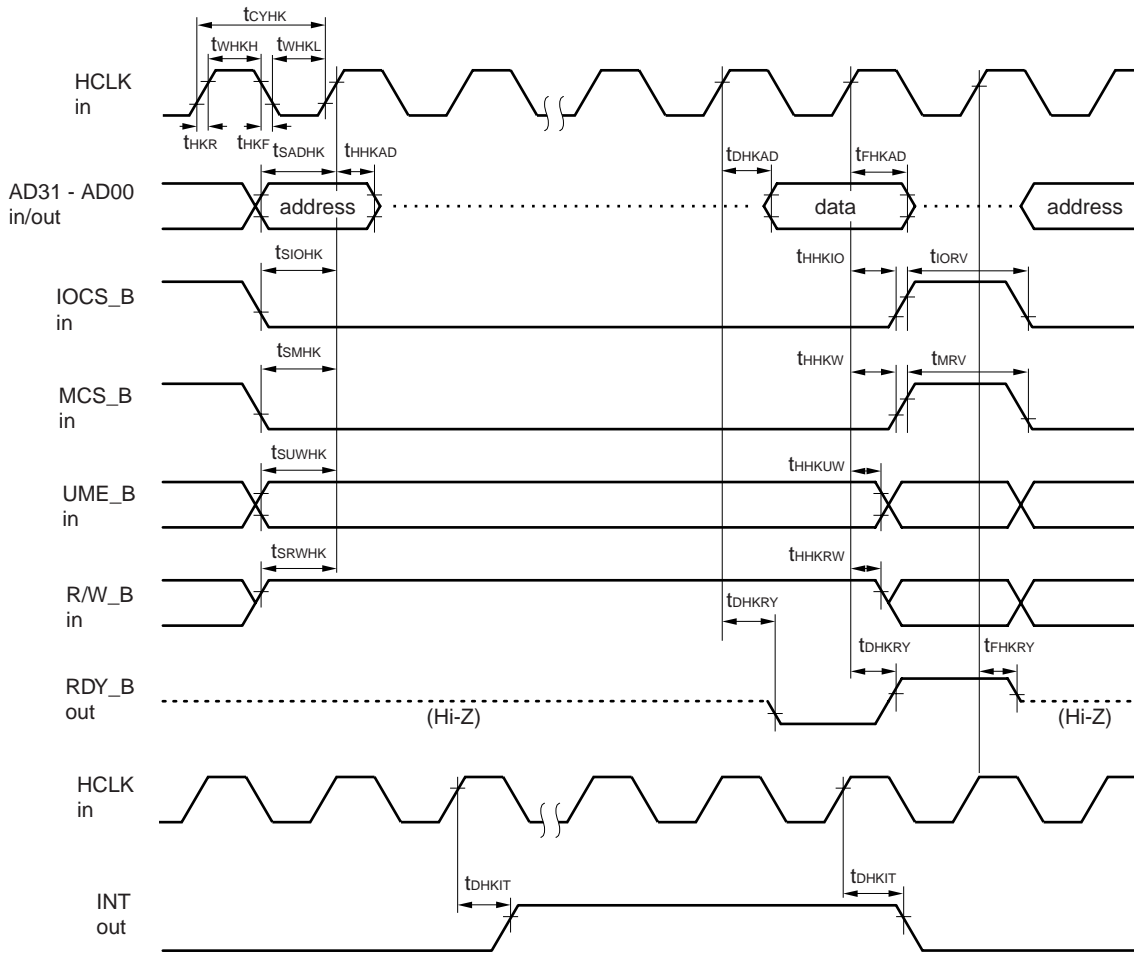 tCYHK
tWHKH tWHKL
HCLK
in
tHKR tHKF
tSADHK tHHKAD tDHKAD tFHKAD
AD31 - AD00
in/out
address data address
tSIOHK tHHKIO tIORV
IOCS_B
in
tSMHK tHHKW tMRV
MCS_B
in
tSUWHK tHHKUW
UME_B
in
tSRWHK tHHKRW
R/W_B
in
tDHKRY
tDHKRY tFHKRY
RDY_B
out
(Hi-Z) (Hi-Z)
HCLK
in
tDHKIT tDHKIT
INT
out